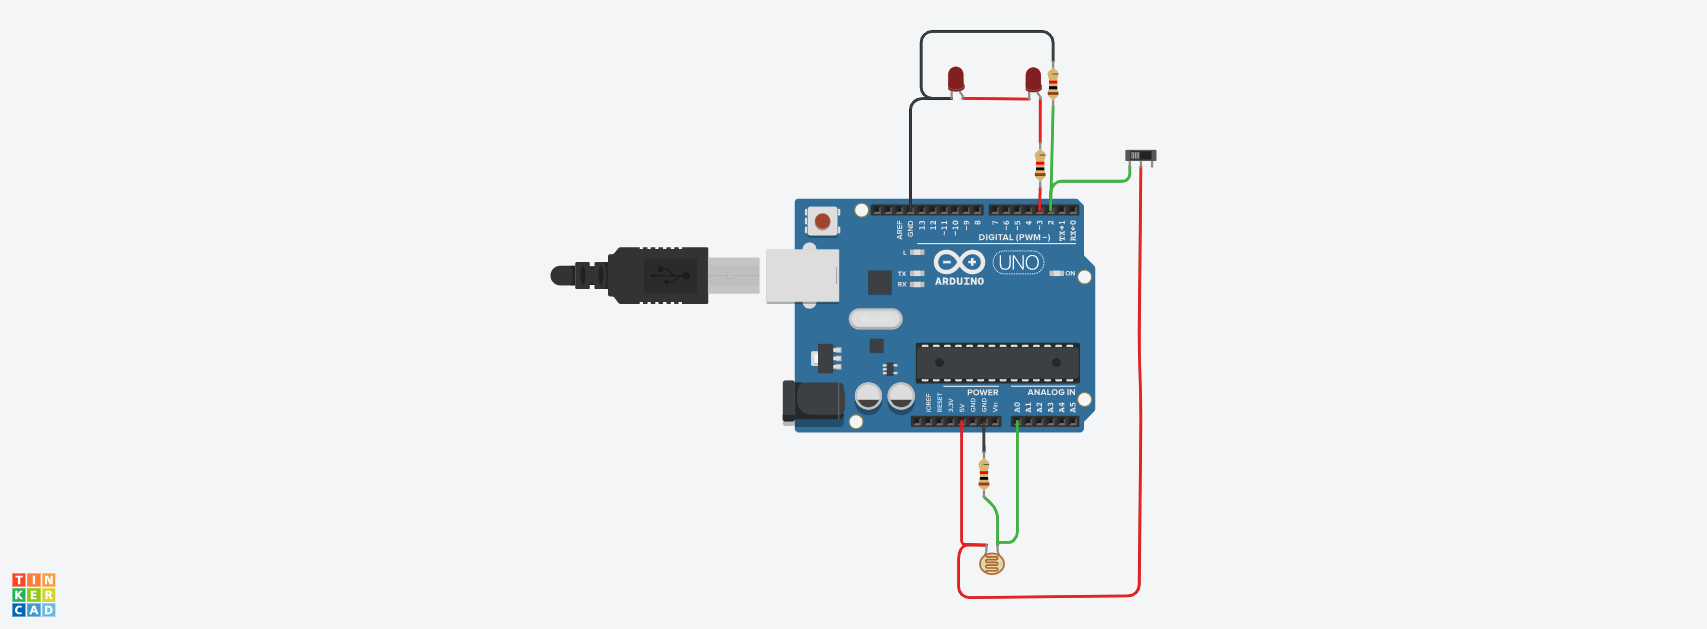 AREF
GND
13
12
~11
~10
~9
8
7
~6
~5
4
~3
2
TX→1
RX←0
DIGITAL (PWM~)
L
TX
RX
ARDUINO
UNO
ON
POWER
ANALOG IN
IOREF
RESET
3.3V
5V
GND
GND
Vin
A0
A1
A2
A3
A4
A5
TIN
KER
CAD